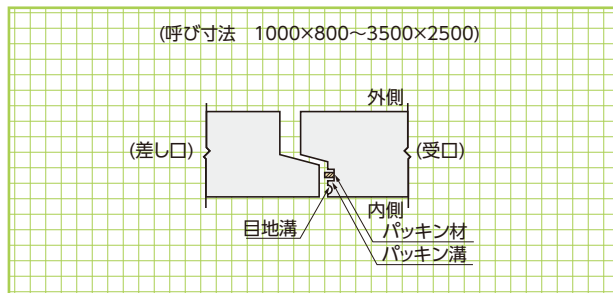 (呼び寸法 1000×800～3500×2500)
外側
(差し口)
(受口)
内側
目地溝
パッキン材
パッキン溝